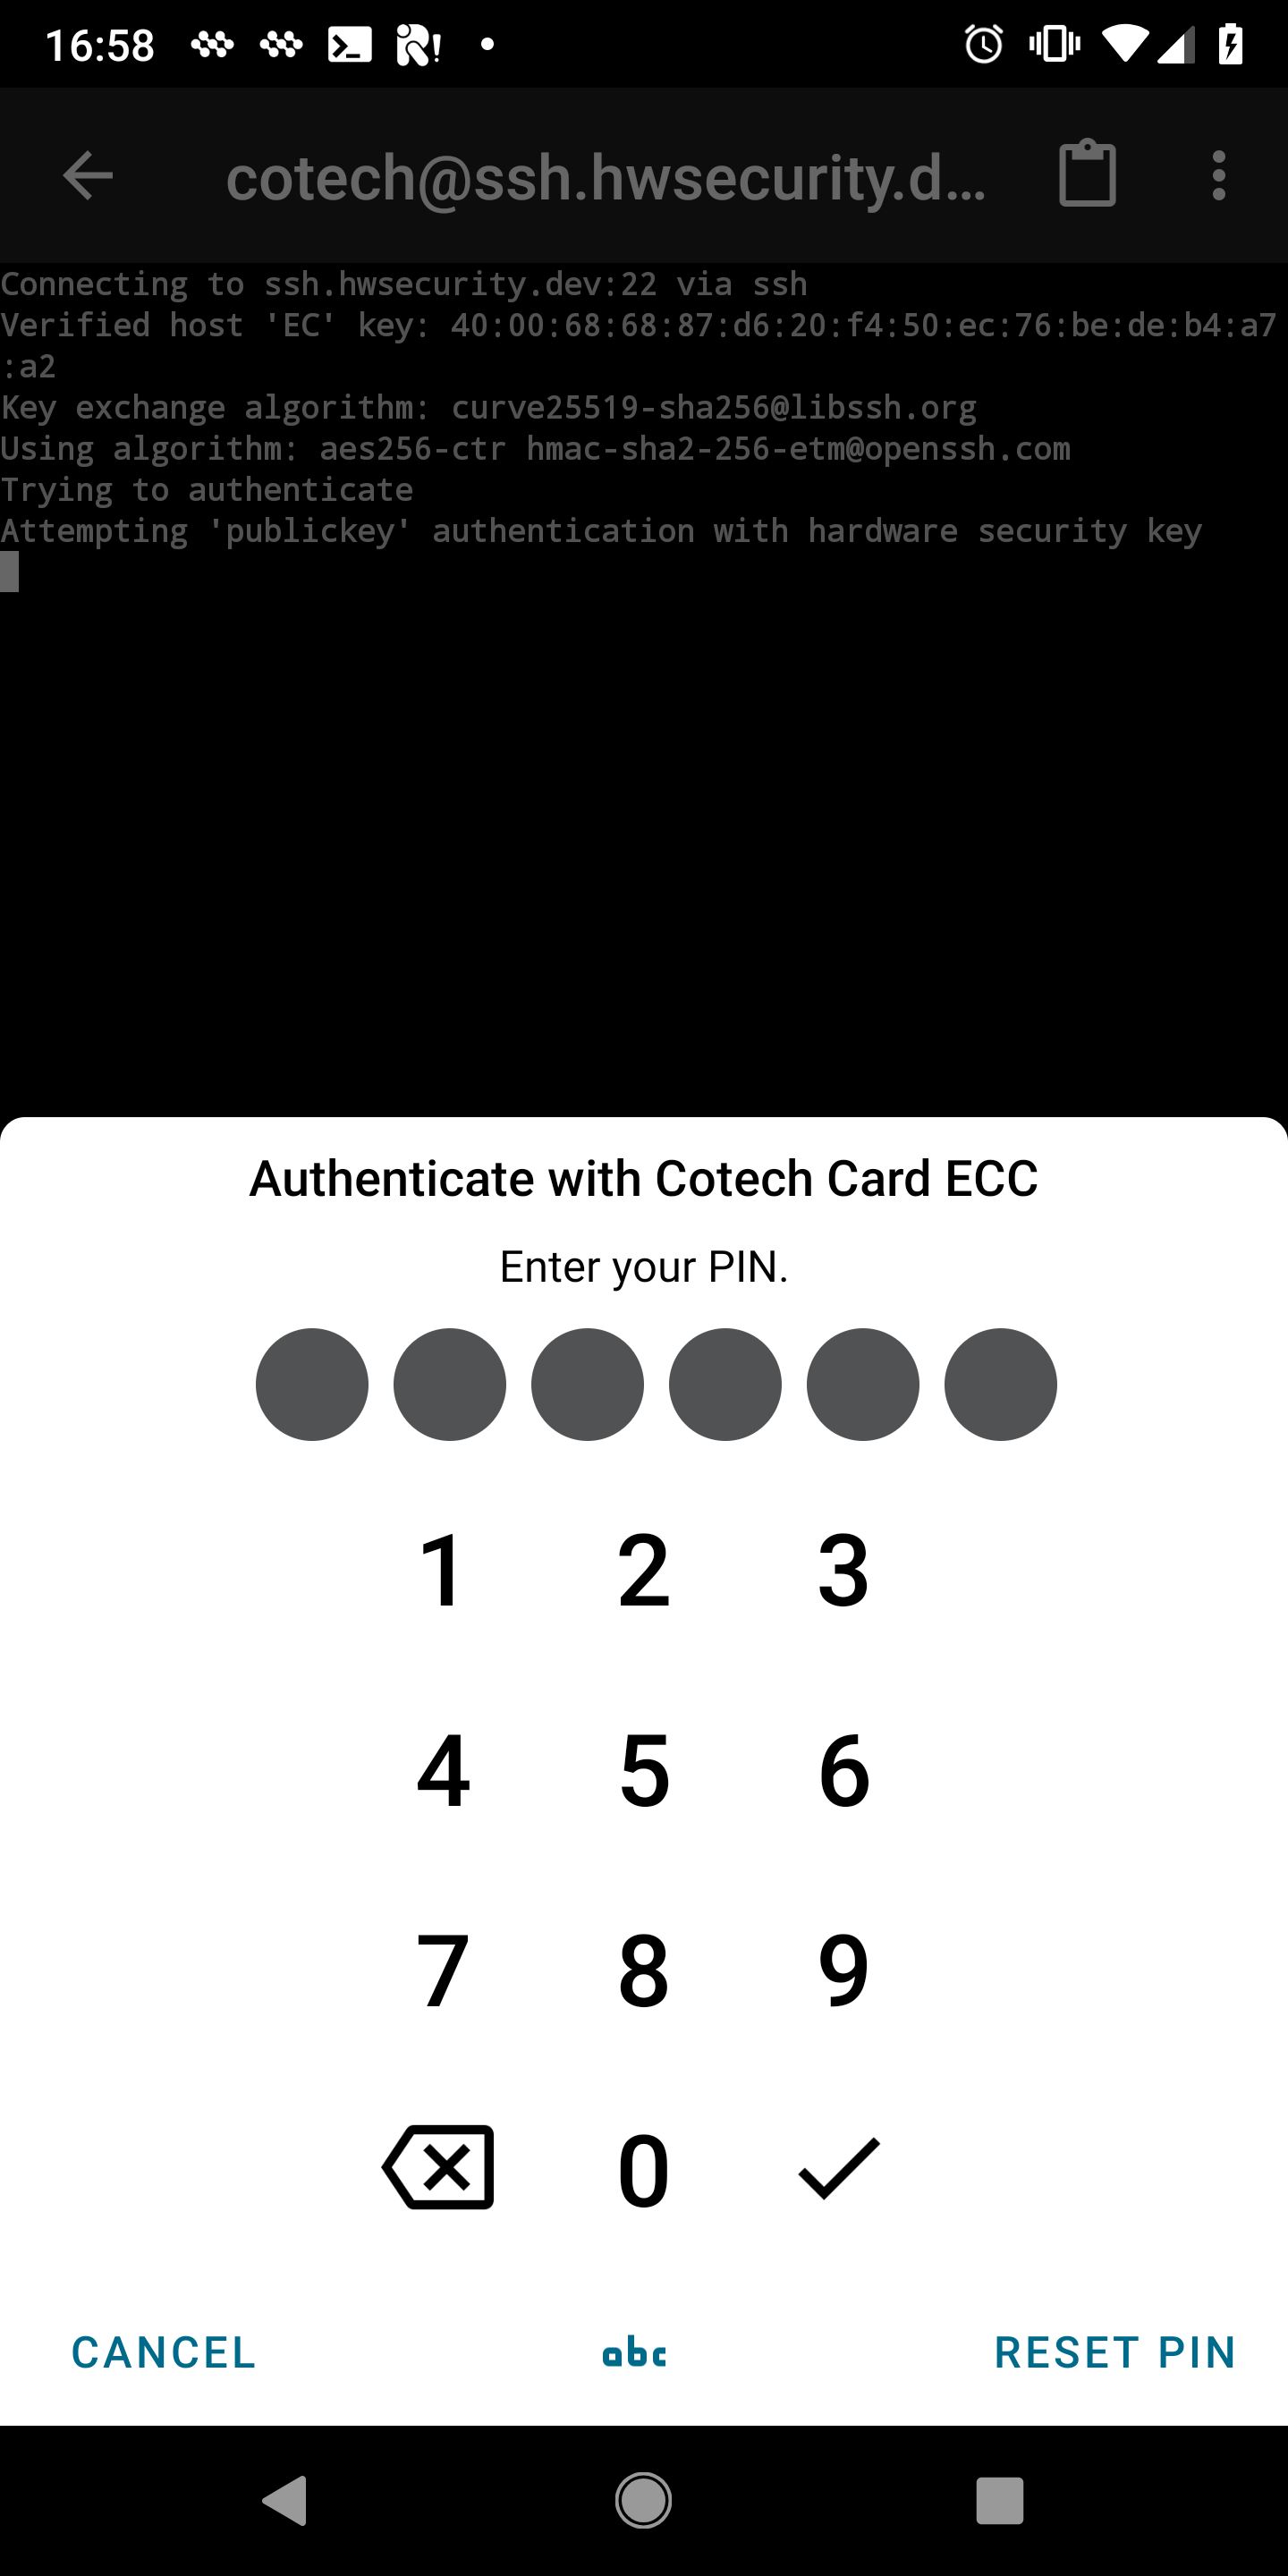 16:58
cotech@ssh.hwsecurity.d...
Connecting to ssh.hwsecurity.dev:22 via ssh
Verified host 'EC' key: 40:00:68:68:87:d6:20:f4:50:ec:76:be:de:b4:a7
:a2
Key exchange algorithm: curve25519-sha256@libssh.org
Using algorithm: aes256-ctr hmac-sha2-256-etm@openssh.com
Trying to authenticate
Attempting 'publickey' authentication with hardware security key
Authenticate with Cotech Card ECC
Enter your PIN.
1 2 3
4 5 6
7 8 9
0
CANCEL abc RESET PIN